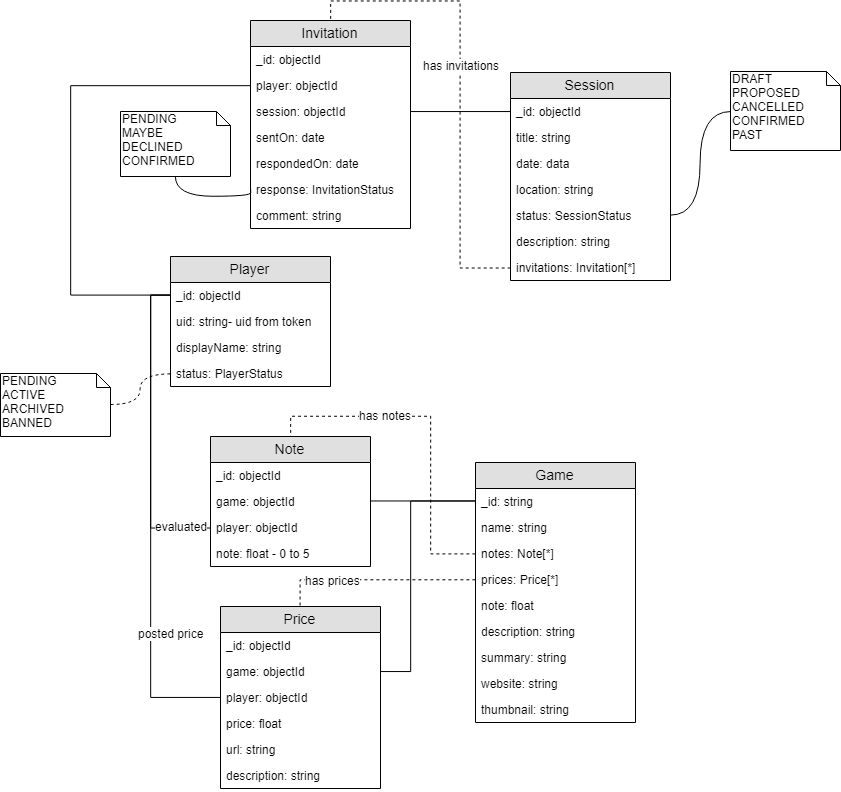 Invitation
_id: objectId
player: objectId
session: objectId
sentOn: date
respondedOn: date
response: InvitationStatus
comment: string
has invitations
Session
_id: objectId
title: string
date: data
location: string
status: SessionStatus
description: string
invitations: Invitation[*]
DRAFT
PROPOSED
CANCELLED
CONFIRMED
PAST
PENDING
MAYBE
DECLINED
CONFIRMED
Player
_id: objectId
uid: string- uid from token
displayName: string
status: PlayerStatus
PENDING
ACTIVE
ARCHIVED
BANNED
has notes
Note
_id: objectId
game: objectId
player: objectId
note: float - 0 to 5
evaluated
Game
_id: string
name: string
notes: Note[*]
prices: Price[*]
note: float
description: string
summary: string
website: string
thumbnail: string
has prices
posted price
Price
_id: objectId
game: objectId
player: objectId
price: float
url: string
description: string